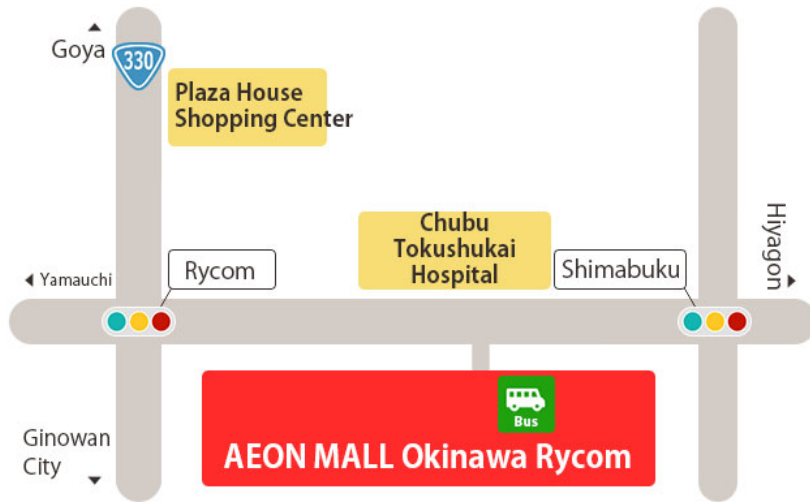 Goya
330
Plaza House
Shopping Center
Chubu
Tokushukai
Hospital
Rycom
Shimabuku
Hiyagon
Yamauchi
Bus
AEON MALL Okinawa Rycom
Ginowan
City